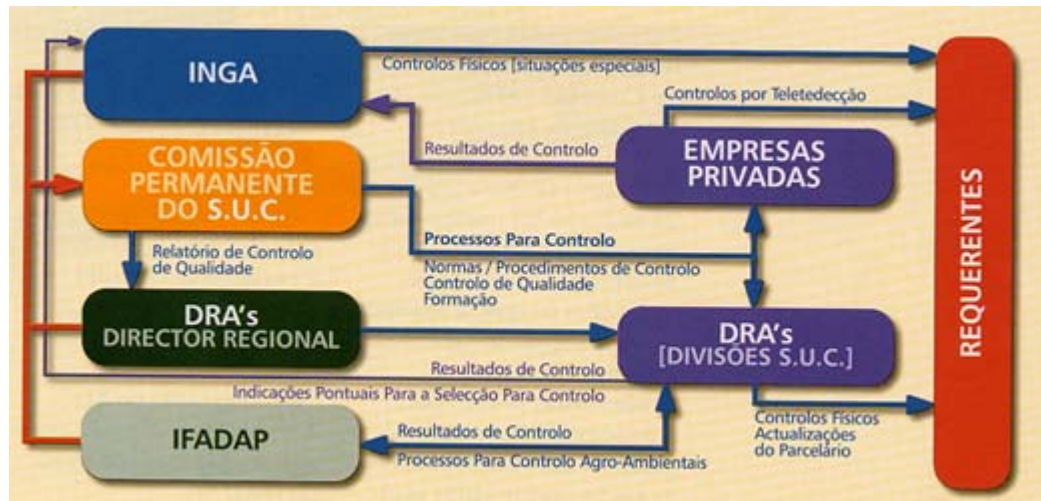 INGA
Controlos Físicos [situações especiais]
Controlos por Teletedecção
Resultados de Controlo
EMPRESAS
PRIVADAS
COMISSÃO
PERMANENTE
DO S.U.C.
Processos Para Controlo
Normas / Procedimentos de Controlo
Controlo de Qualidade
Formação
Relatório de Controlo
de Qualidade
DRA's
DIRECTOR REGIONAL
DRA's
[DIVISÕES S.U.C.]
Resultados de Controlo
Indicações Pontuais Para a Selecção Para Controlo
IFADAP
Resultados de Controlo
Processos Para Controlo Agro-Ambientais
Controlos Físicos
Actualizações
do Parcelário
REQUERENTES